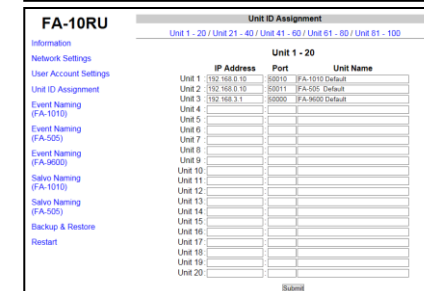 FA-10RU
Information
Network Settings
User Account Settings
Unit ID Assignment
Event Naming
(FA-1010)
Event Naming
(FA-505)
Event Naming
(FA-9600)
Salvo Naming
(FA-1010)
Salvo Naming
(FA-505)
Backup & Restore
Restart
Unit ID Assignment
Unit 1 - 20 / Unit 21 - 40 / Unit 41 - 60 / Unit 61 - 80 / Unit 81 - 100
Unit 1 - 20
IP Address Port Unit Name
Unit 1 : 192.168.0.10 : 50010 FA-1010 Default
Unit 2 : 192.168.0.10 : 50011 FA-505 Default
Unit 3 : 192.168.3.1 : 50000 FA-9600 Default
Unit 4 :
Unit 5 :
Unit 6 :
Unit 7 :
Unit 8 :
Unit 9 :
Unit 10 :
Unit 11 :
Unit 12 :
Unit 13 :
Unit 14 :
Unit 15 :
Unit 16 :
Unit 17 :
Unit 18 :
Unit 19 :
Unit 20 :
Submit